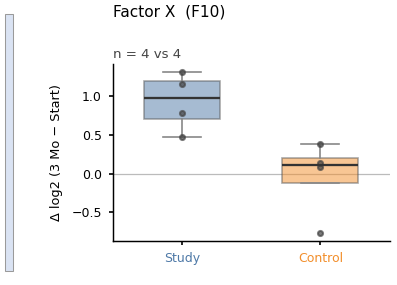 Factor X (F10)
n = 4 vs 4
Δ log2 (3 Mo − Start)
1.0
0.5
0.0
−0.5
Study
Control